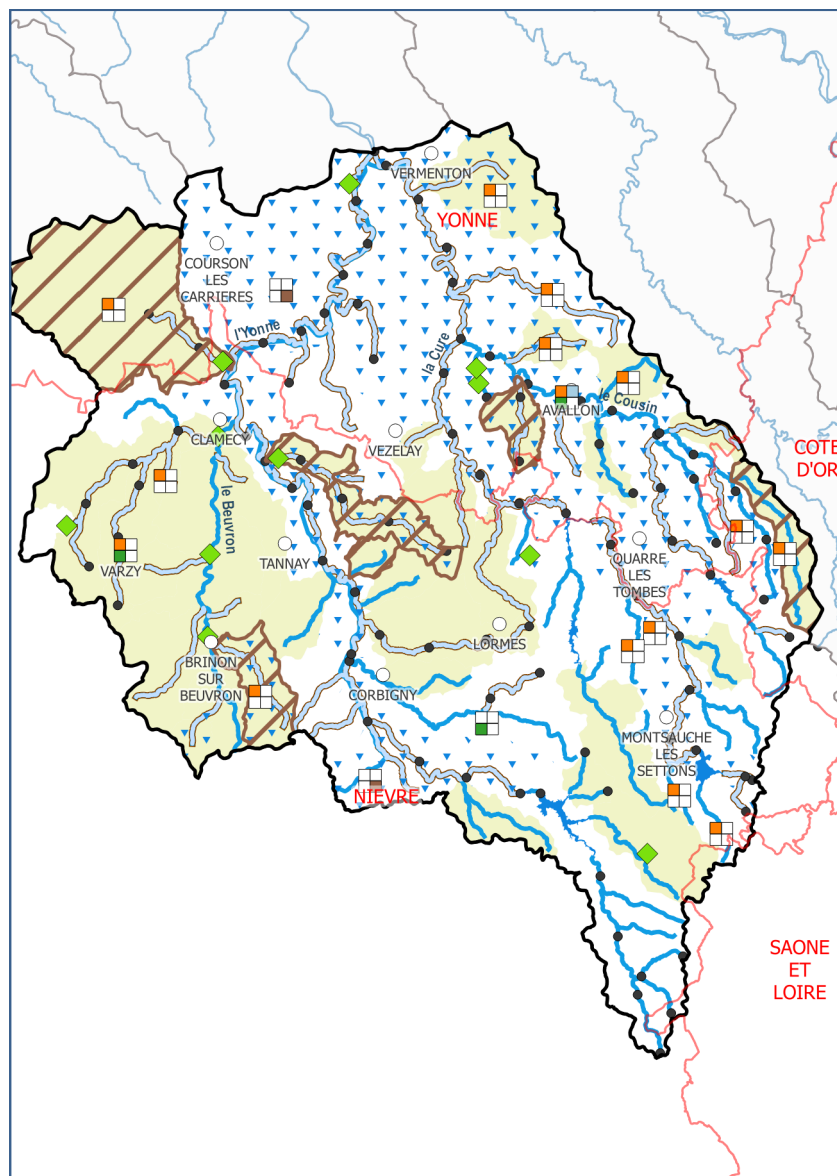 VERMENTON
YONNE
COURSON
LES
CARRIERES
l'Yonne
la Cure
AVALLON
le Cousin
CLAMECY
VEZELAY
COTE
D'OR
le Beuvron
VARZY
TANNAY
QUARRE
LES
TOMBES
LORMES
BRINON
SUR
BEUVRON
CORBIGNY
MONTSAUCHE
LES
SETTONS
NIEVRE
SAONE
ET
LOIRE